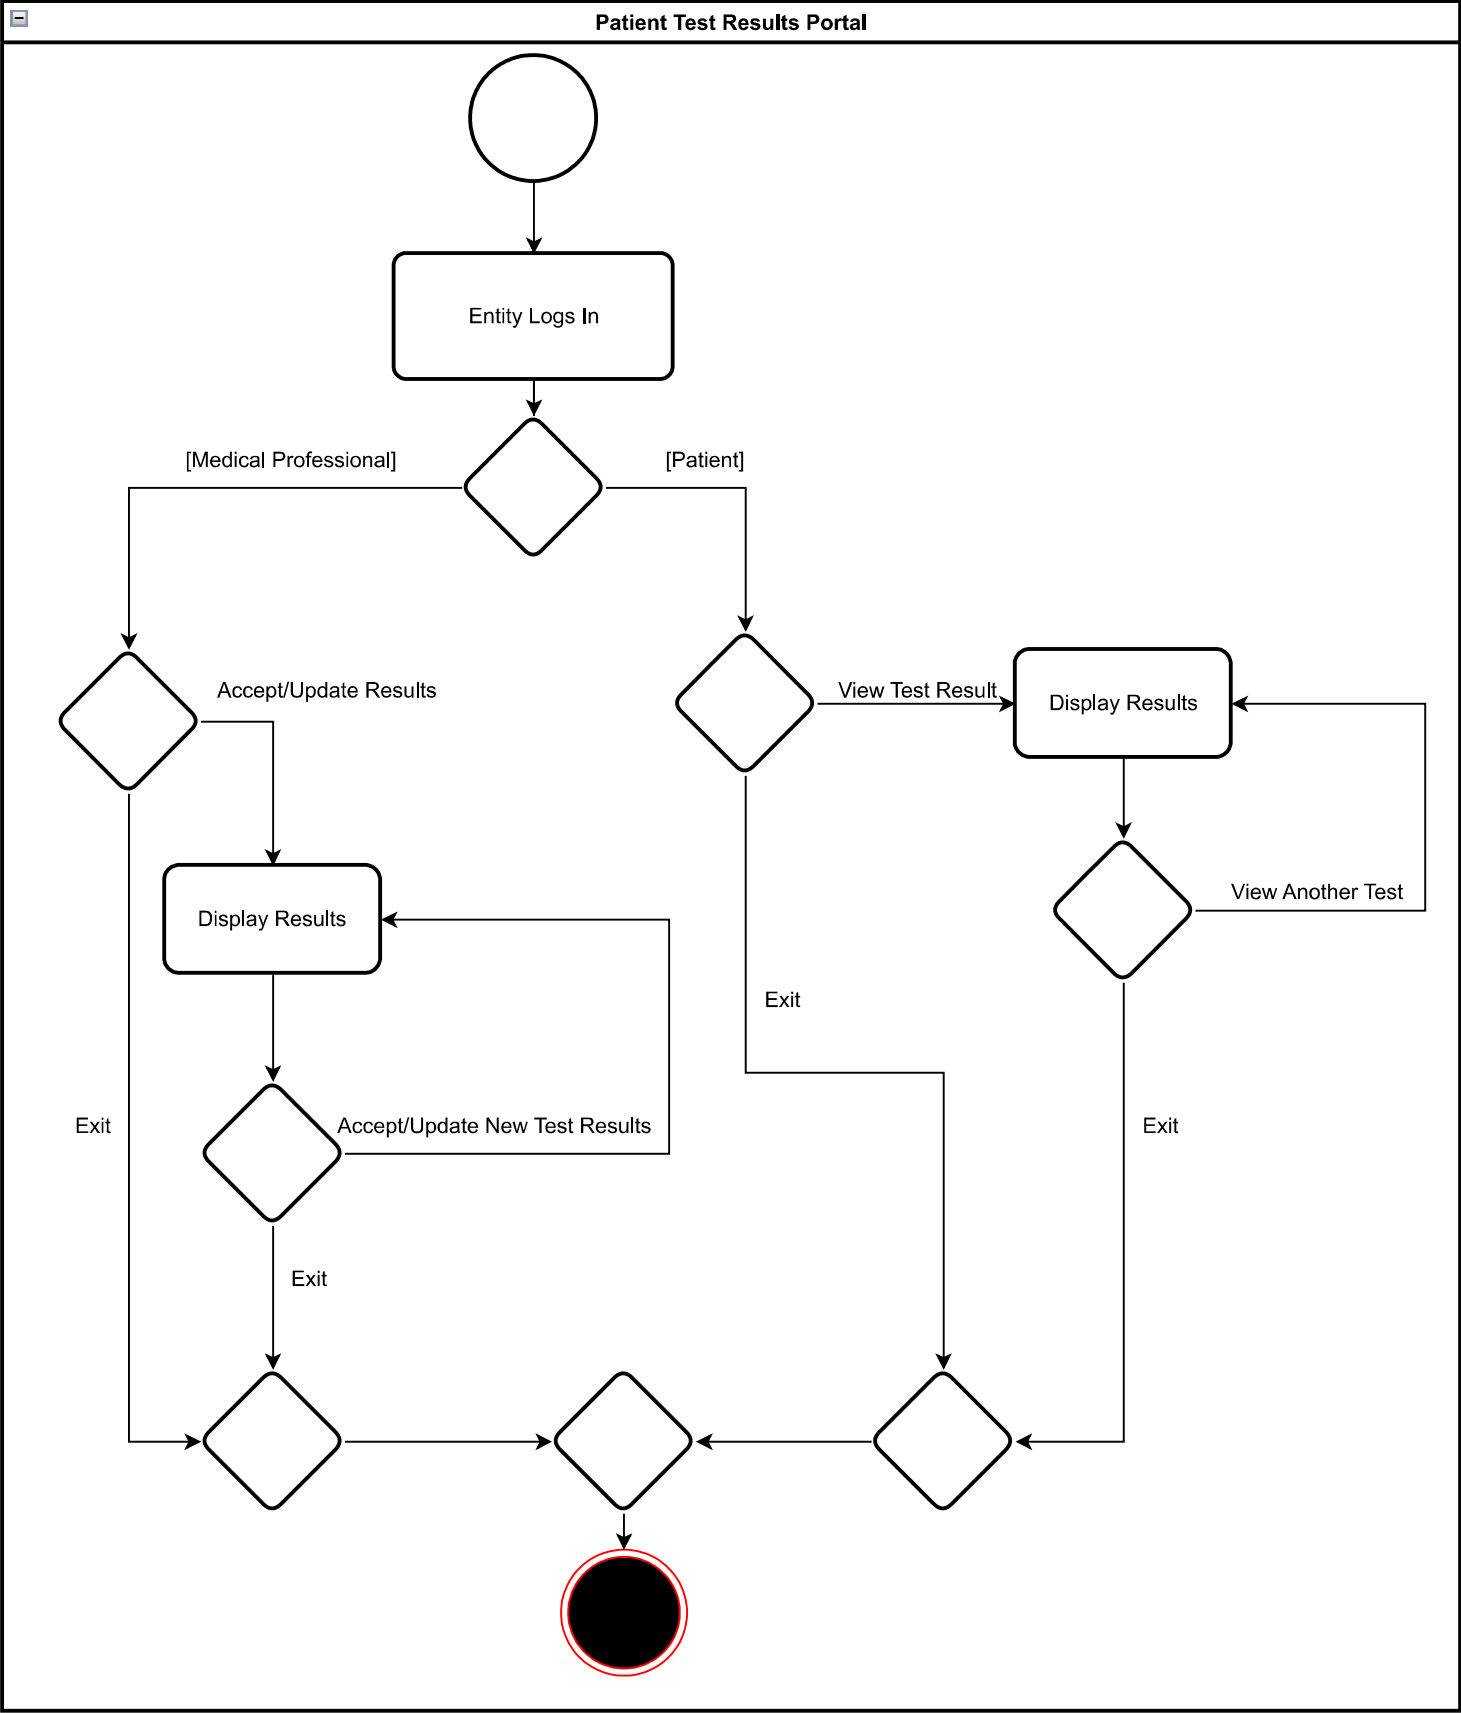 Patient Test Results Portal
Entity Logs In
[Medical Professional]
[Patient]
Accept/Update Results
View Test Result
Display Results
View Another Test
Display Results
Exit
Exit
Accept/Update New Test Results
Exit
Exit